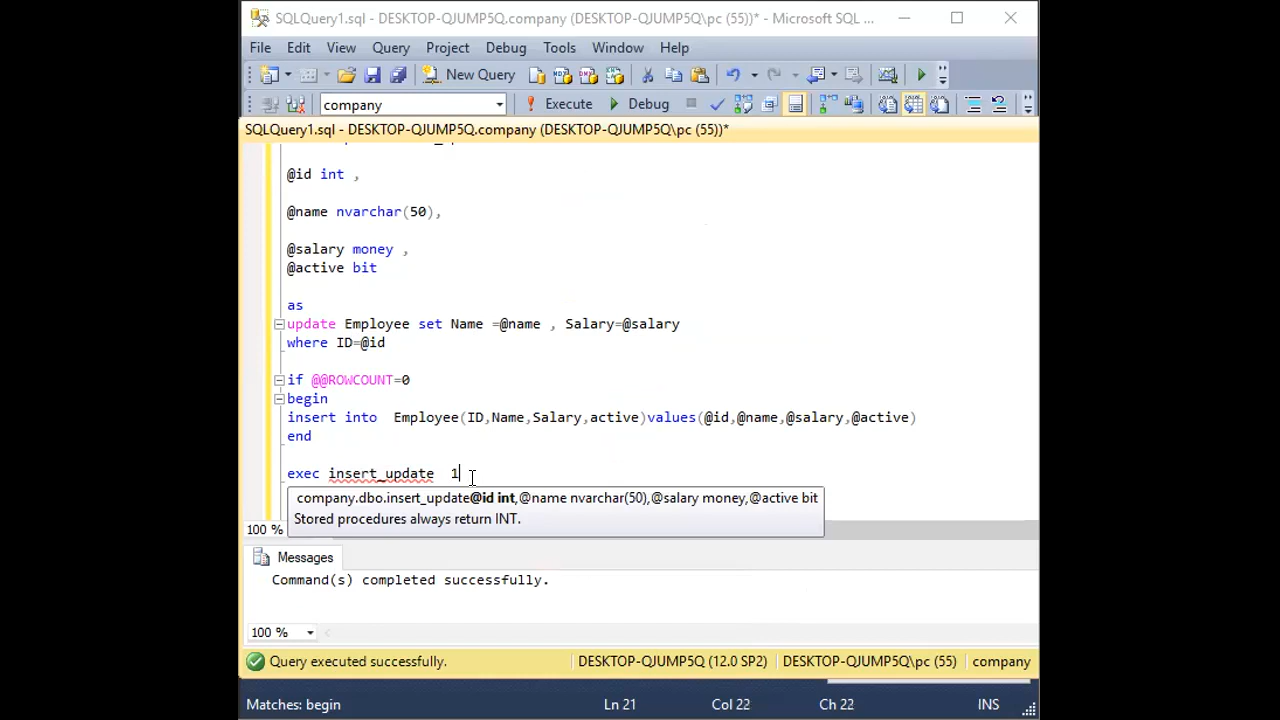 SQLQuery1.sql - DESKTOP-QJUMP5Q.company (DESKTOP-QJUMP5Q\pc (55))* - Microsoft SQL ...
File Edit View Query Project Debug Tools Window Help
New Query
company Execute Debug
SQLQuery1.sql - DESKTOP-QJUMP5Q.company (DESKTOP-QJUMP5Q\pc (55))*
@id int ,
@name nvarchar(50),
@salary money ,
@active bit
as
update Employee set Name =@name , Salary=@salary
where ID=@id
if @@ROWCOUNT=0
begin
insert into Employee(ID,Name,Salary,active)values(@id,@name,@salary,@active)
end
exec insert_update 1
company.dbo.insert_update@id int,@name nvarchar(50),@salary money,@active bit
Stored procedures always return INT.
100 %
Messages
Command(s) completed successfully.
100 %
Query executed successfully. DESKTOP-QJUMP5Q (12.0 SP2) DESKTOP-QJUMP5Q\pc (55) company
Matches: begin Ln 21 Col 22 Ch 22 INS